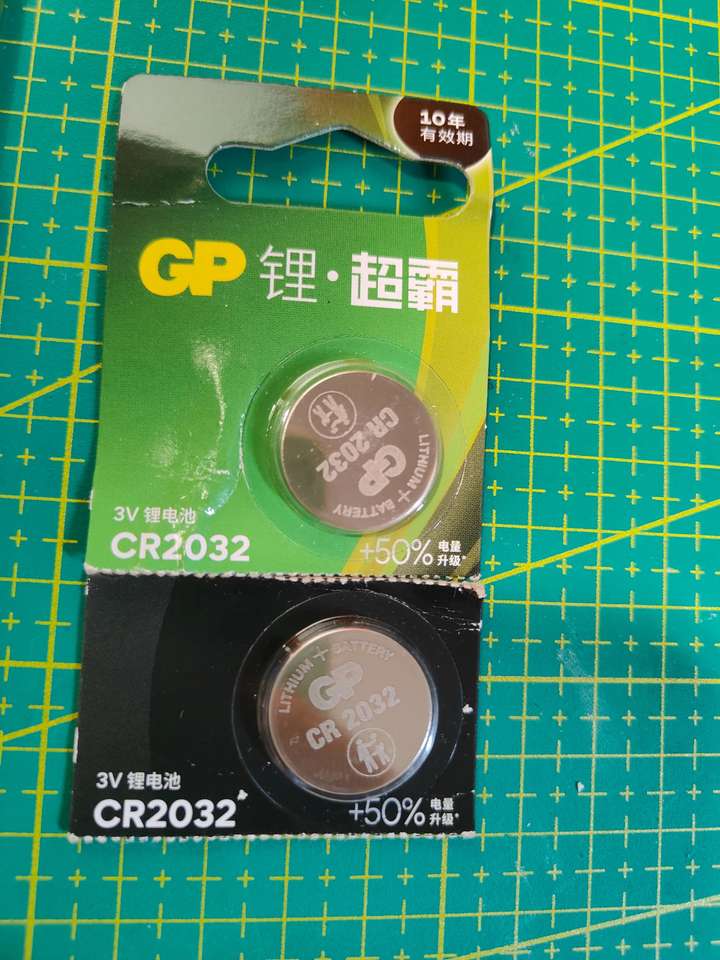 10年
有效期
GP 锂·超霸
CR 2032
GP
LITHIUM + BATTERY
3V 锂电池
CR2032
+50% 电量
升级*
LITHIUM + BATTERY
GP
CR 2032
3V 锂电池
CR2032
+50% 电量
升级*